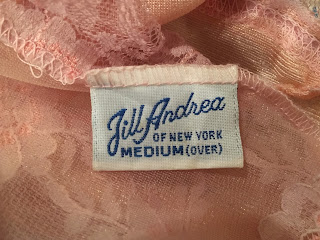 Jill Andrea
OF NEW YORK
MEDIUM (OVER)